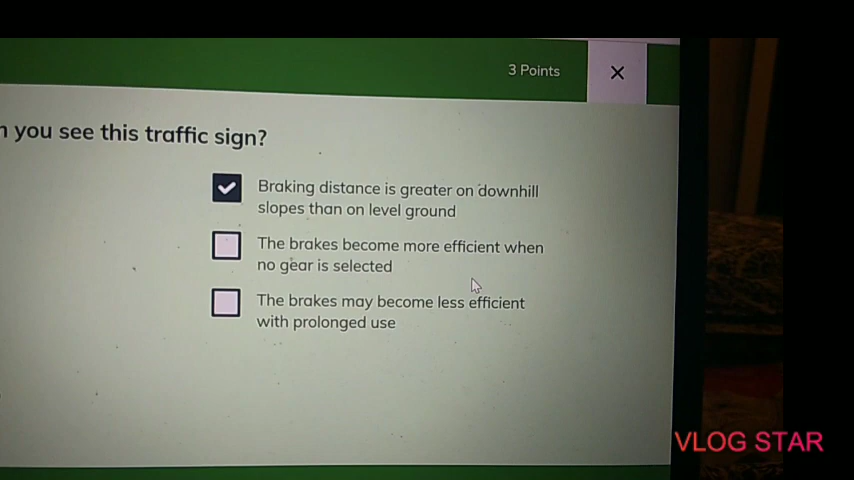 3 Points
you see this traffic sign?
Braking distance is greater on downhill
slopes than on level ground
The brakes become more efficient when
no gear is selected
The brakes may become less efficient
with prolonged use
VLOG STAR